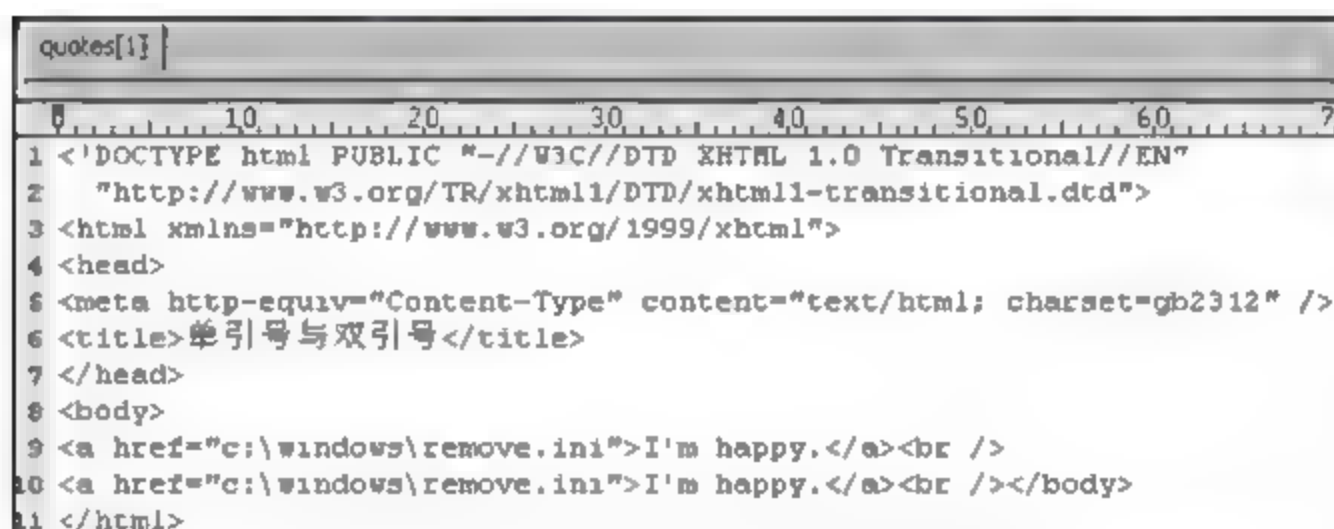 quotes[1]
0 10 20 30 40 50 60 7
1 <!DOCTYPE html PUBLIC "-//W3C//DTD XHTML 1.0 Transitional//EN"
2 "http://www.w3.org/TR/xhtml1/DTD/xhtml1-transitional.dtd">
3 <html xmlns="http://www.w3.org/1999/xhtml">
4 <head>
5 <meta http-equiv="Content-Type" content="text/html; charset=gb2312" />
6 <title>单引号与双引号</title>
7 </head>
8 <body>
9 <a href="c:\windows\remove.ini">I'm happy.</a><br />
10 <a href="c:\windows\remove.ini">I'm happy.</a><br /></body>
11 </html>